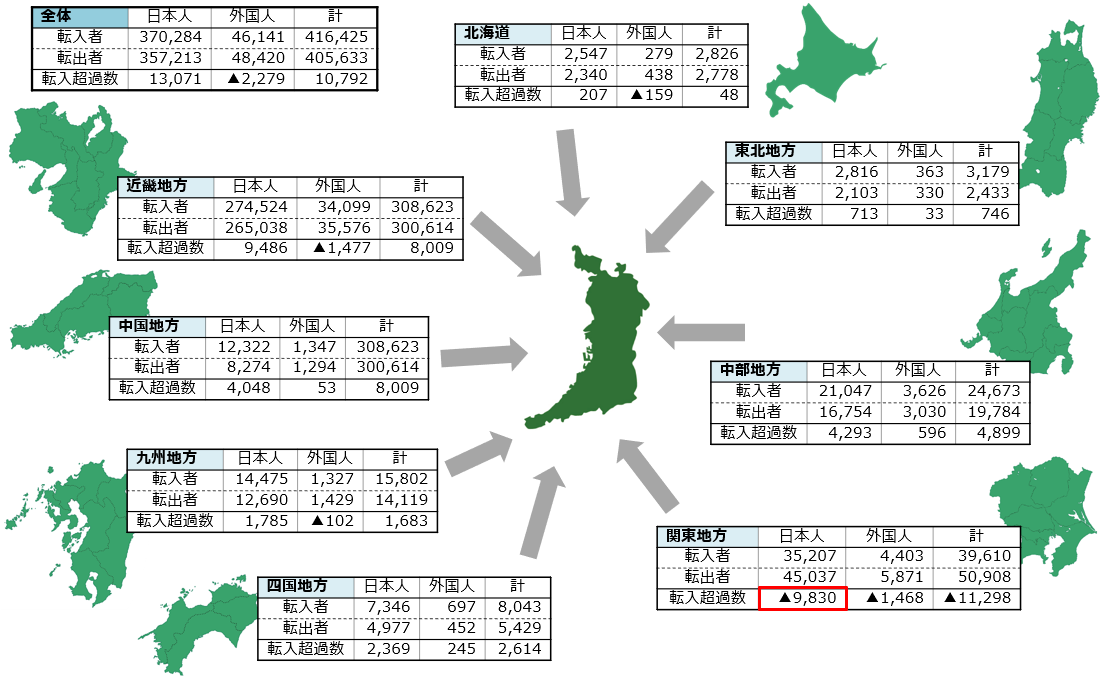 全体 日本人 外国人 計
転入者 370,284 46,141 416,425
転出者 357,213 48,420 405,633
転入超過数 13,071 ▲2,279 10,792
北海道 日本人 外国人 計
転入者 2,547 279 2,826
転出者 2,340 438 2,778
転入超過数 207 ▲159 48
東北地方 日本人 外国人 計
転入者 2,816 363 3,179
転出者 2,103 330 2,433
転入超過数 713 33 746
近畿地方 日本人 外国人 計
転入者 274,524 34,099 308,623
転出者 265,038 35,576 300,614
転入超過数 9,486 ▲1,477 8,009
中国地方 日本人 外国人 計
転入者 12,322 1,347 308,623
転出者 8,274 1,294 300,614
転入超過数 4,048 53 8,009
中部地方 日本人 外国人 計
転入者 21,047 3,626 24,673
転出者 16,754 3,030 19,784
転入超過数 4,293 596 4,899
九州地方 日本人 外国人 計
転入者 14,475 1,327 15,802
転出者 12,690 1,429 14,119
転入超過数 1,785 ▲102 1,683
関東地方 日本人 外国人 計
転入者 35,207 4,403 39,610
転出者 45,037 5,871 50,908
転入超過数 ▲9,830 ▲1,468 ▲11,298
四国地方 日本人 外国人 計
転入者 7,346 697 8,043
転出者 4,977 452 5,429
転入超過数 2,369 245 2,614